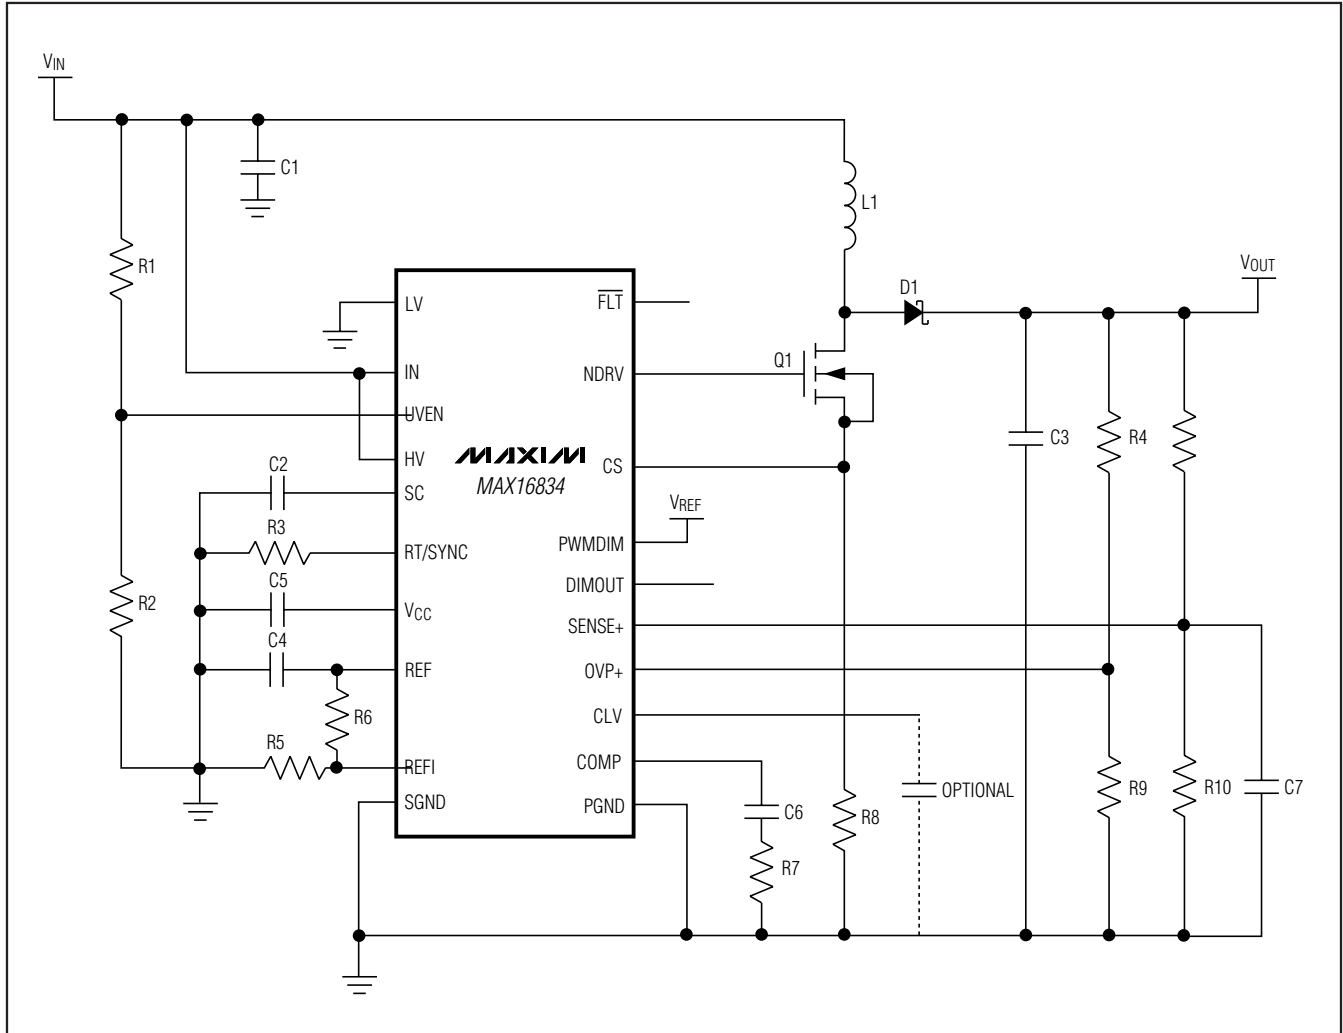 VIN
C1
L1
R1
VOUT
D1
LV
FLT
IN
NDRV
Q1
UVEN
HV
MAXIM
MAX16834
CS
C3
R4
C2
SC
VREF
R3
RT/SYNC
PWMDIM
C5
DIMOUT
R2
VCC
SENSE+
C4
REF
OVP+
R6
CLV
R5
REFI
COMP
OPTIONAL
R9
R10
C7
SGND
PGND
C6
R8
R7